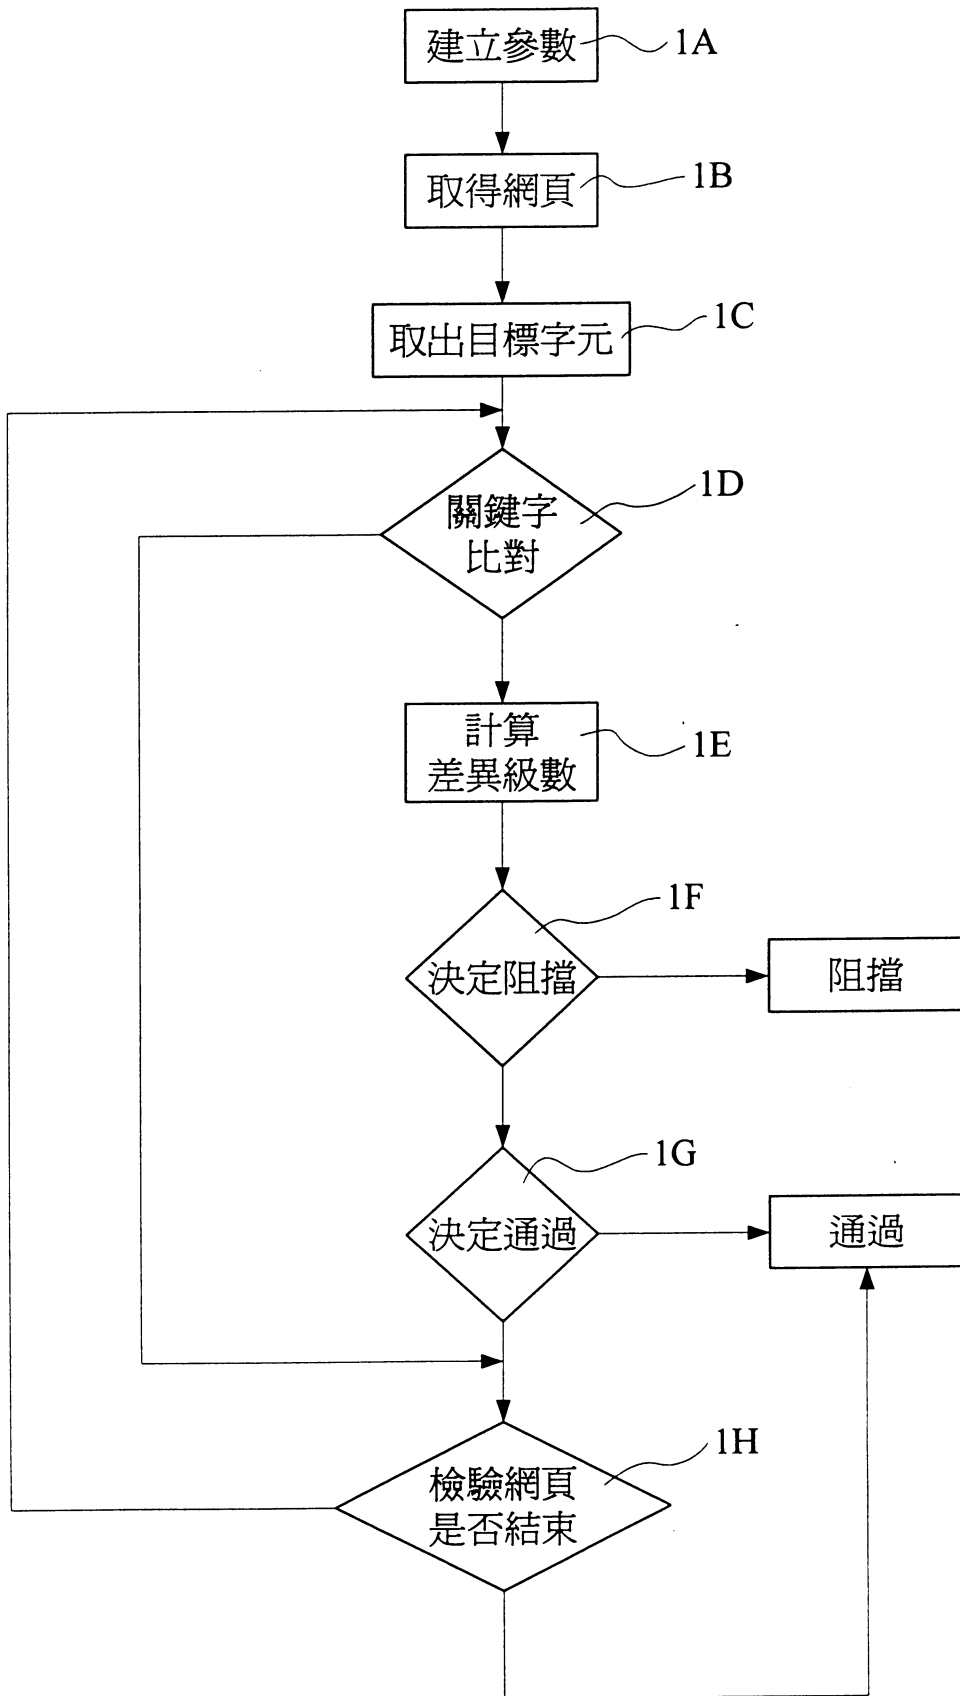 建立參數
1A
取得網頁
1B
取出目標字元
1C
關鍵字
比對
1D
計算
差異級數
1E
1F
決定阻擋
阻擋
1G
決定通過
通過
1H
檢驗網頁
是否結束